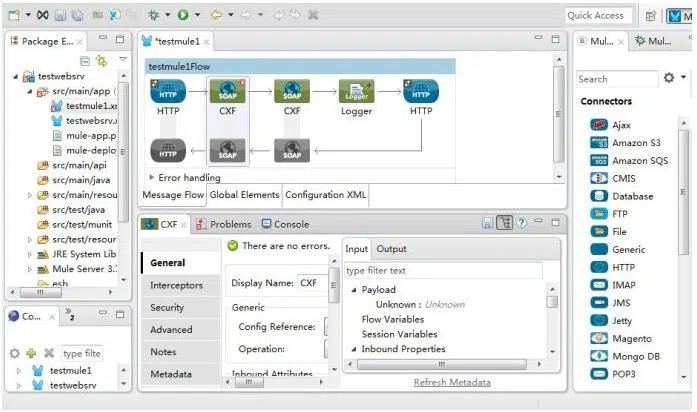 Quick Access
Mu
Package E...
testwebsrv
src/main/app (
testmule1.xn
testwebsrv.x
mule-app.p
mule-deplo
src/main/api
src/main/java
src/main/resou
src/test/java
src/test/munit
src/test/resour
JRE System Lib
Mule Server 3.7
esb
Co...
2
type filte
testmule1
testwebsrv
*testmule1
testmule1Flow
HTTP SOAP SOAP Logger HTTP
HTTP CXF CXF Logger HTTP
HTTP SOAP SOAP
Error handling
Message Flow Global Elements Configuration XML
CXF Problems Console
General
Interceptors
Security
Advanced
Notes
Metadata
There are no errors.
Display Name: CXF
Generic
Config Reference:
Operation:
Inbound Attributes
Input Output
type filter text
Payload
Unknown : Unknown
Flow Variables
Session Variables
Inbound Properties
Refresh Metadata
Mul... Mu...
Search
Connectors
Ajax
Amazon S3
Amazon SQS
CMIS
Database
FTP
File
Generic
HTTP
IMAP
JMS
Jetty
Magento
Mongo DB
POP3